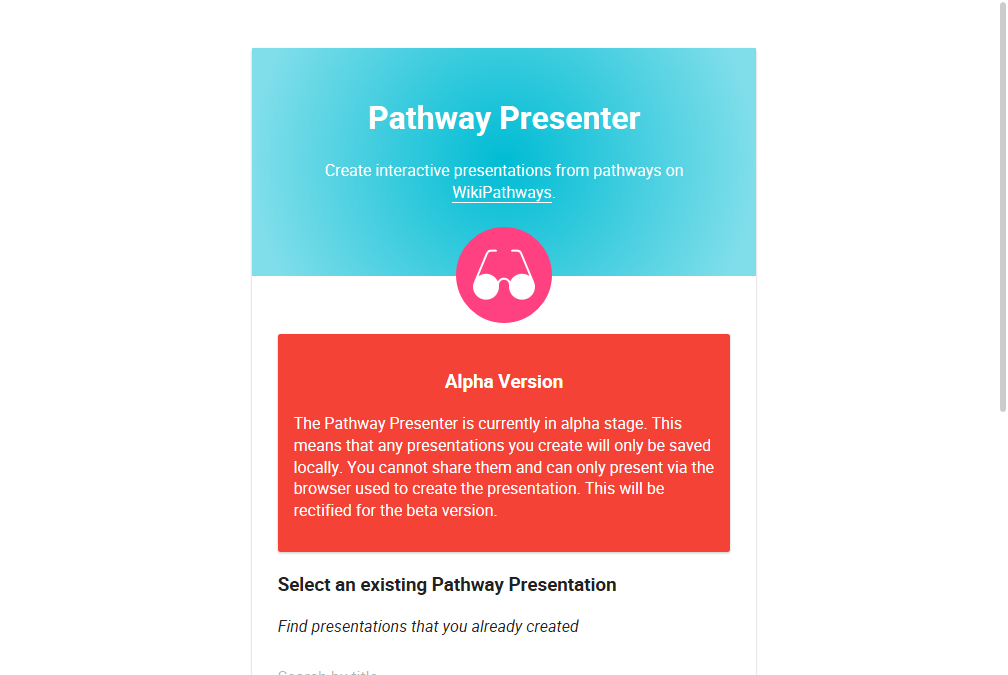 Pathway Presenter
Create interactive presentations from pathways on
WikiPathways.
Alpha Version
The Pathway Presenter is currently in alpha stage. This
means that any presentations you create will only be saved
locally. You cannot share them and can only present via the
browser used to create the presentation. This will be
rectified for the beta version.
Select an existing Pathway Presentation
Find presentations that you already created
Search by title